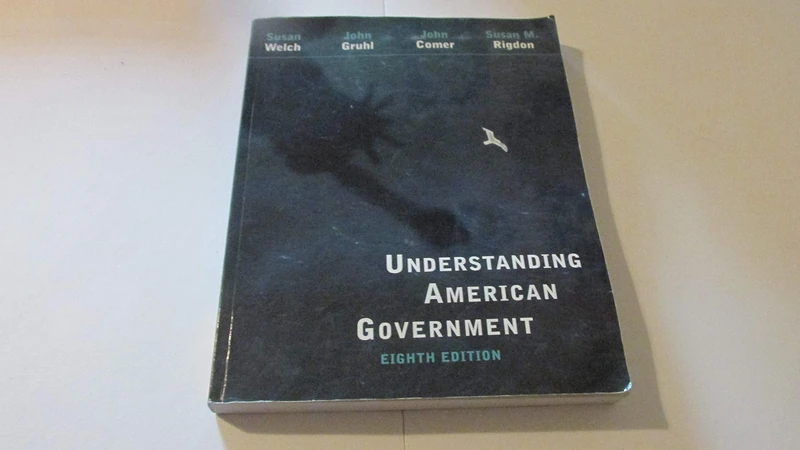 Susan Welch
John Gruhl
John Comer
Susan M. Rigdon
UNDERSTANDING
AMERICAN
GOVERNMENT
EIGHTH EDITION